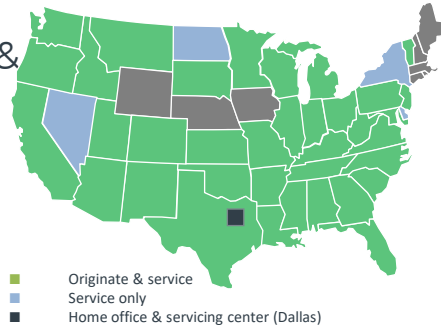 &
Originate & service
Service only
Home office & servicing center (Dallas)